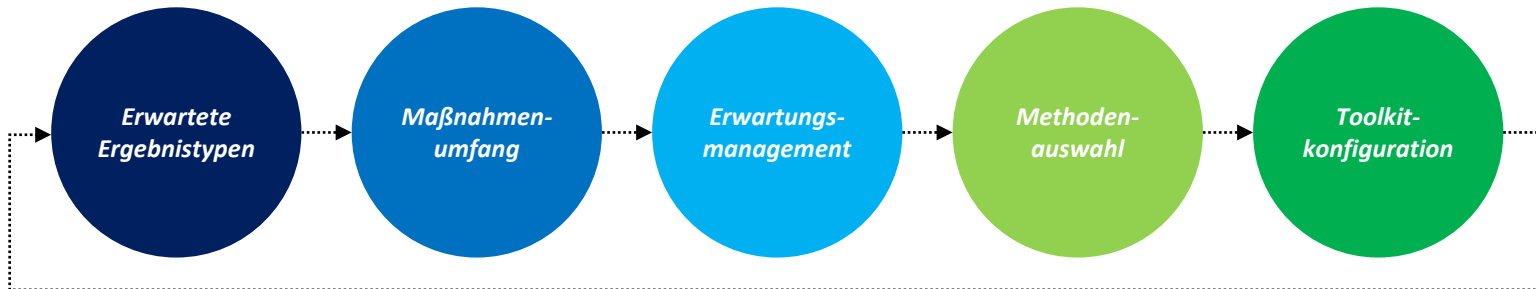 Erwartete
Ergebnistypen
Maßnahmen-
umfang
Erwartungs-
management
Methoden-
auswahl
Toolkit-
konfiguration